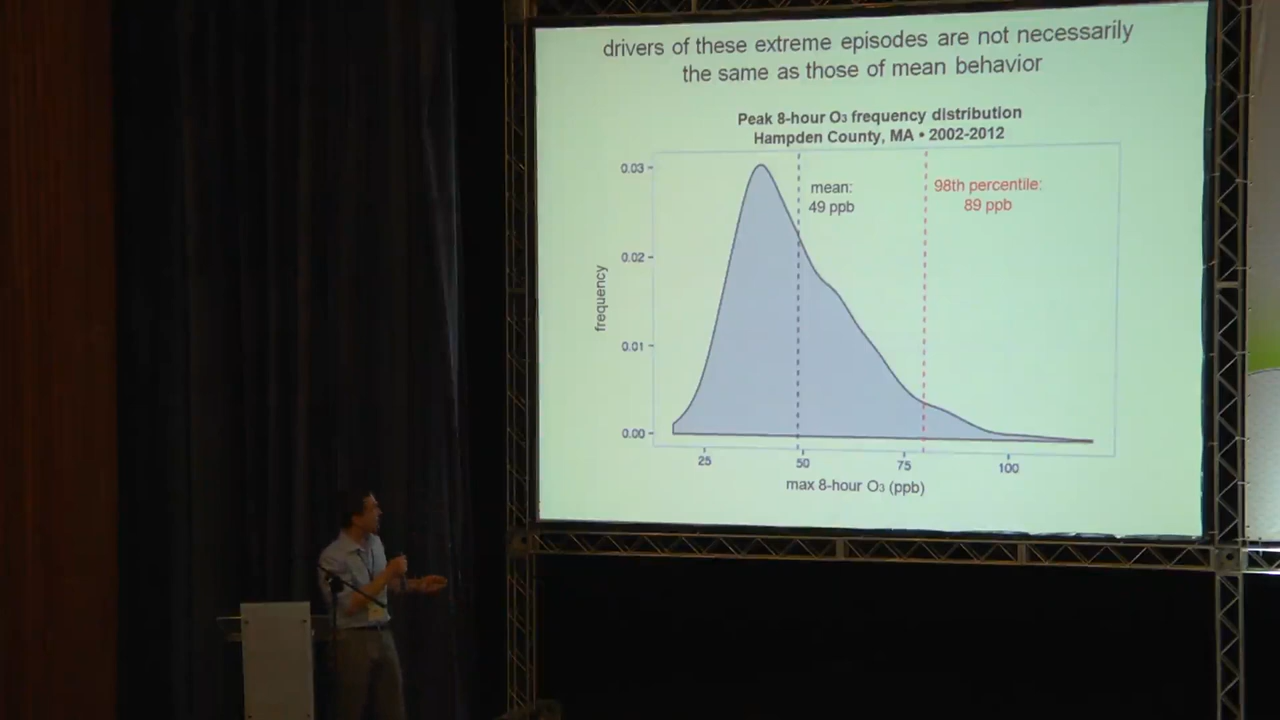 drivers of these extreme episodes are not necessarily
the same as those of mean behavior
Peak 8-hour O3 frequency distribution
Hampden County, MA • 2002-2012
mean:
49 ppb
98th percentile:
89 ppb
frequency
0.03
0.02
0.01
0.00
25
50
75
100
max 8-hour O3 (ppb)